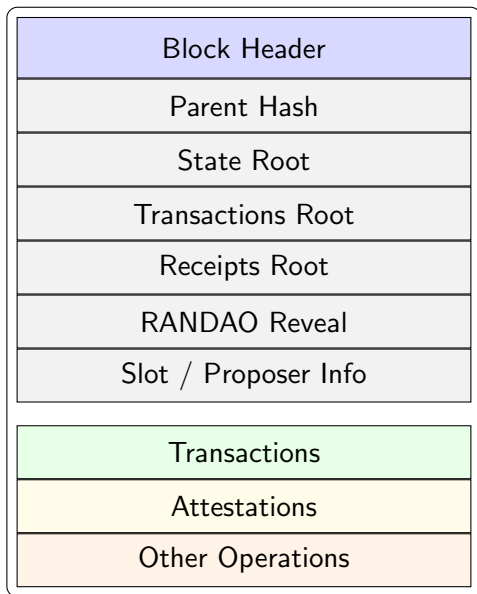 Block Header
Parent Hash
State Root
Transactions Root
Receipts Root
RANDAO Reveal
Slot / Proposer Info
Transactions
Attestations
Other Operations